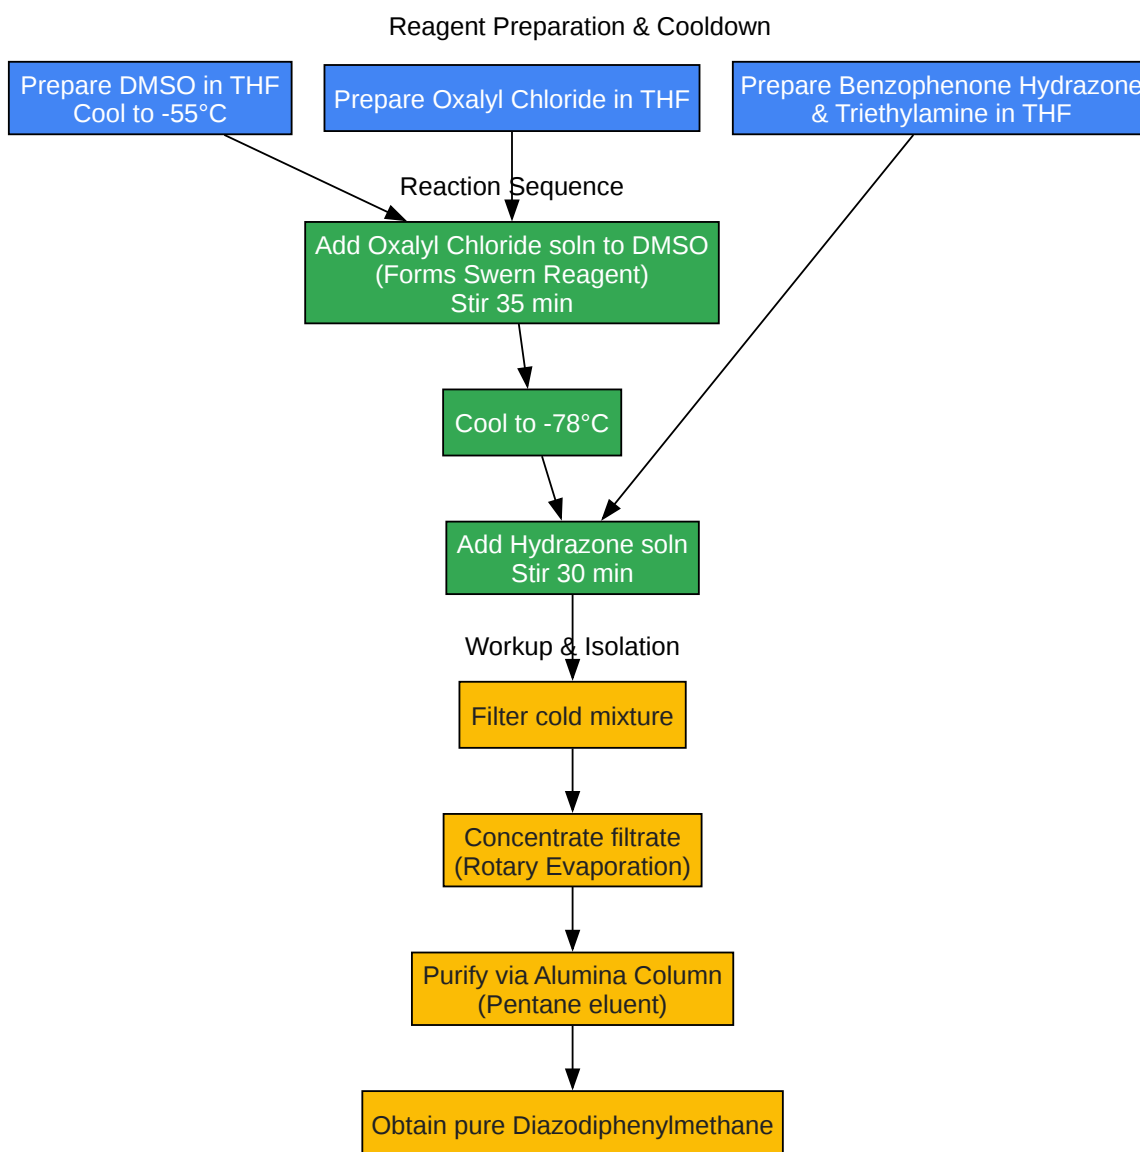 Reagent Preparation & Cooldown
Prepare DMSO in THF
Cool to -55°C
Prepare Oxalyl Chloride in THF
Prepare Benzophenone Hydrazone
& Triethylamine in THF
Reaction Sequence
Add Oxalyl Chloride soln to DMSO
(Forms Swern Reagent)
Stir 35 min
Cool to -78°C
Add Hydrazone soln
Stir 30 min
Workup & Isolation
Filter cold mixture
Concentrate filtrate
(Rotary Evaporation)
Purify via Alumina Column
(Pentane eluent)
Obtain pure Diazodiphenylmethane